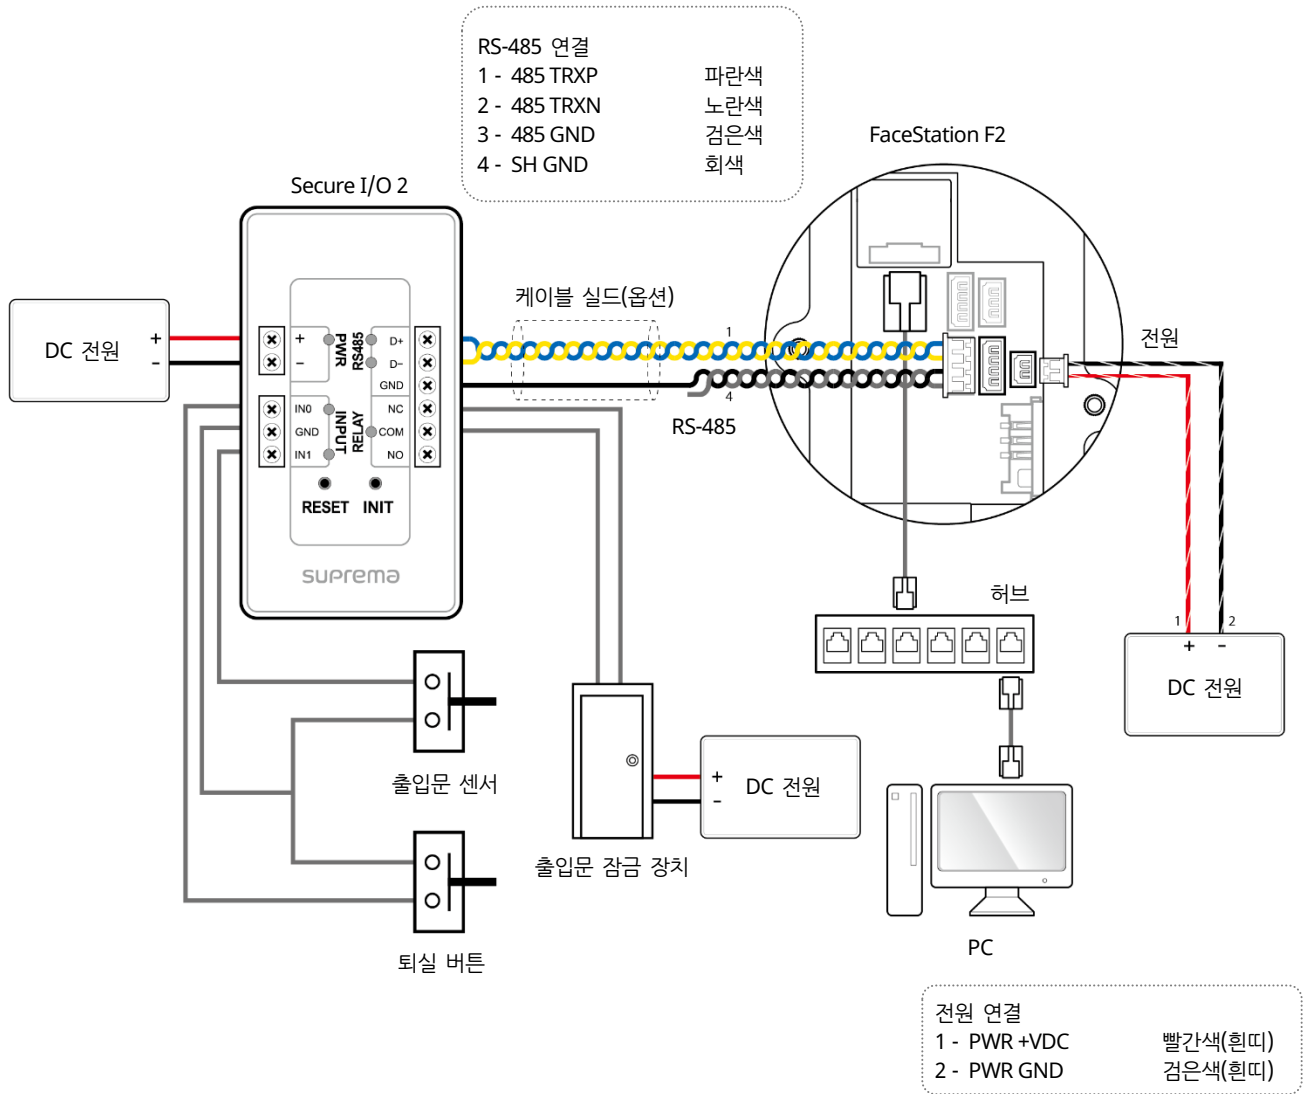 RS-485 연결
1 - 485 TRXP 파란색
2 - 485 TRXN 노란색
3 - 485 GND 검은색
4 - SH GND 회색
FaceStation F2
Secure I/O 2
케이블 실드(옵션)
DC 전원
+
-
+
-
PWR
RS485
D+
D-
GND
IN0
GND
IN1
INPUT
RELAY
NC
COM
NO
RESET INIT
suprema
1
4
RS-485
전원
허브
1
2
+
-
DC 전원
출입문 센서
+
-
DC 전원
출입문 잠금 장치
퇴실 버튼
PC
전원 연결
1 - PWR +VDC 빨간색(흰띠)
2 - PWR GND 검은색(흰띠)